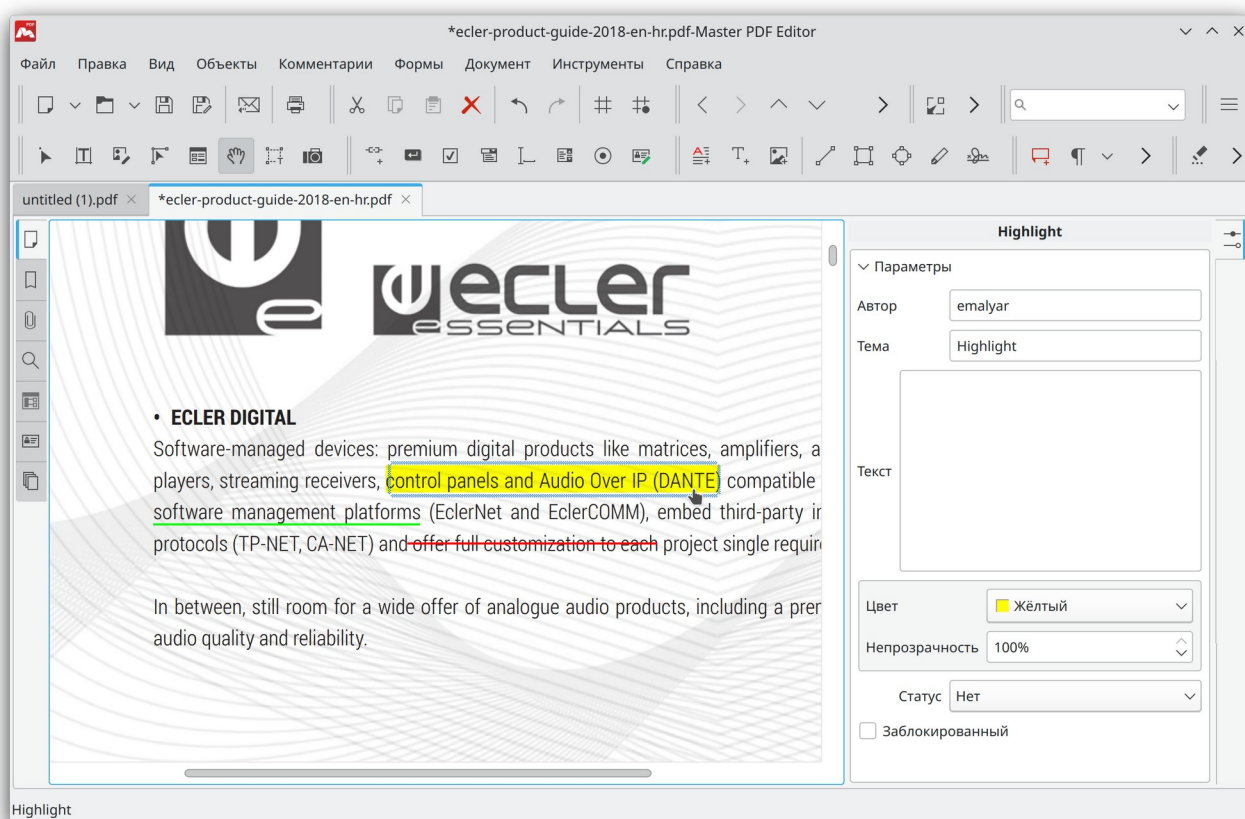 *ecler-product-guide-2018-en-hr.pdf-Master PDF Editor
Файл Правка Вид Объекты Комментарии Формы Документ Инструменты Справка
untitled (1).pdf *ecler-product-guide-2018-en-hr.pdf
ecler
essentials
• ECLER DIGITAL
Software-managed devices: premium digital products like matrices, amplifiers, a
players, streaming receivers, control panels and Audio Over IP (DANTE) compatible
software management platforms (EclerNet and EclerCOMM), embed third-party in
protocols (TP-NET, CA-NET) and offer full customization to each project single require
In between, still room for a wide offer of analogue audio products, including a prer
audio quality and reliability.
Highlight
Параметры
Автор emalyar
Тема Highlight
Текст
Цвет Жёлтый
Непрозрачность 100%
Статус Нет
Заблокированный
Highlight